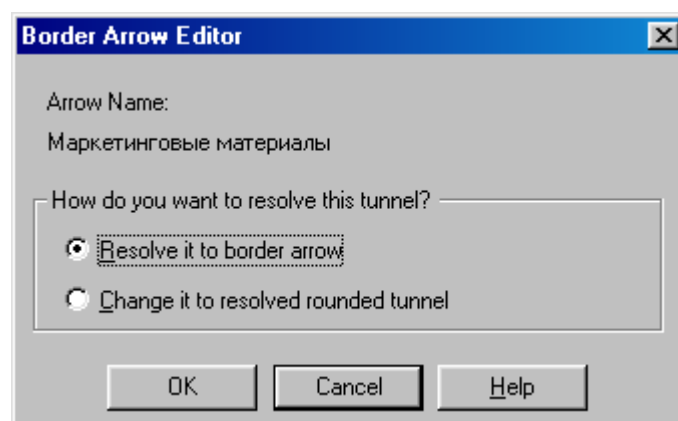 Border Arrow Editor
Arrow Name:
Маркетинговые материалы
How do you want to resolve this tunnel?
Resolve it to border arrow
Change it to resolved rounded tunnel
OK Cancel Help